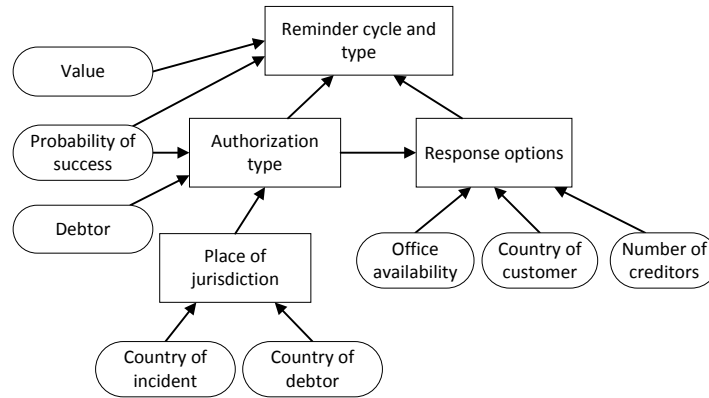 Reminder cycle and
type
Value
Probability of
success
Authorization
type
Response options
Debtor
Place of
jurisdiction
Office
availability
Country of
customer
Number of
creditors
Country of
incident
Country of
debtor